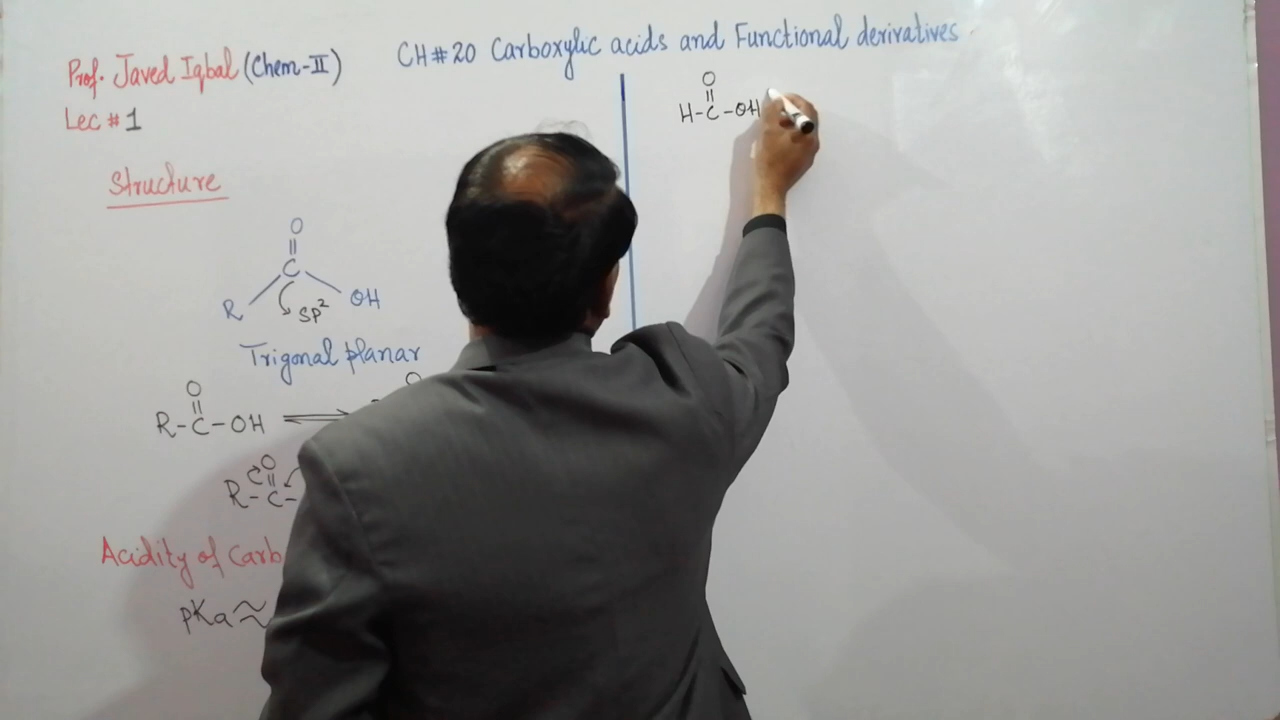 Prof. Javed Iqbal (Chem-II)
CH#20 Carboxylic acids and Functional derivatives
Lec # 1
Structure
O
||
C
R
SP²
OH
Trigonal planar
O
||
R-C-OH ⇌
O
O
||
R-C-
Acidity of Carb
pKa≈
O
||
H-C-OH